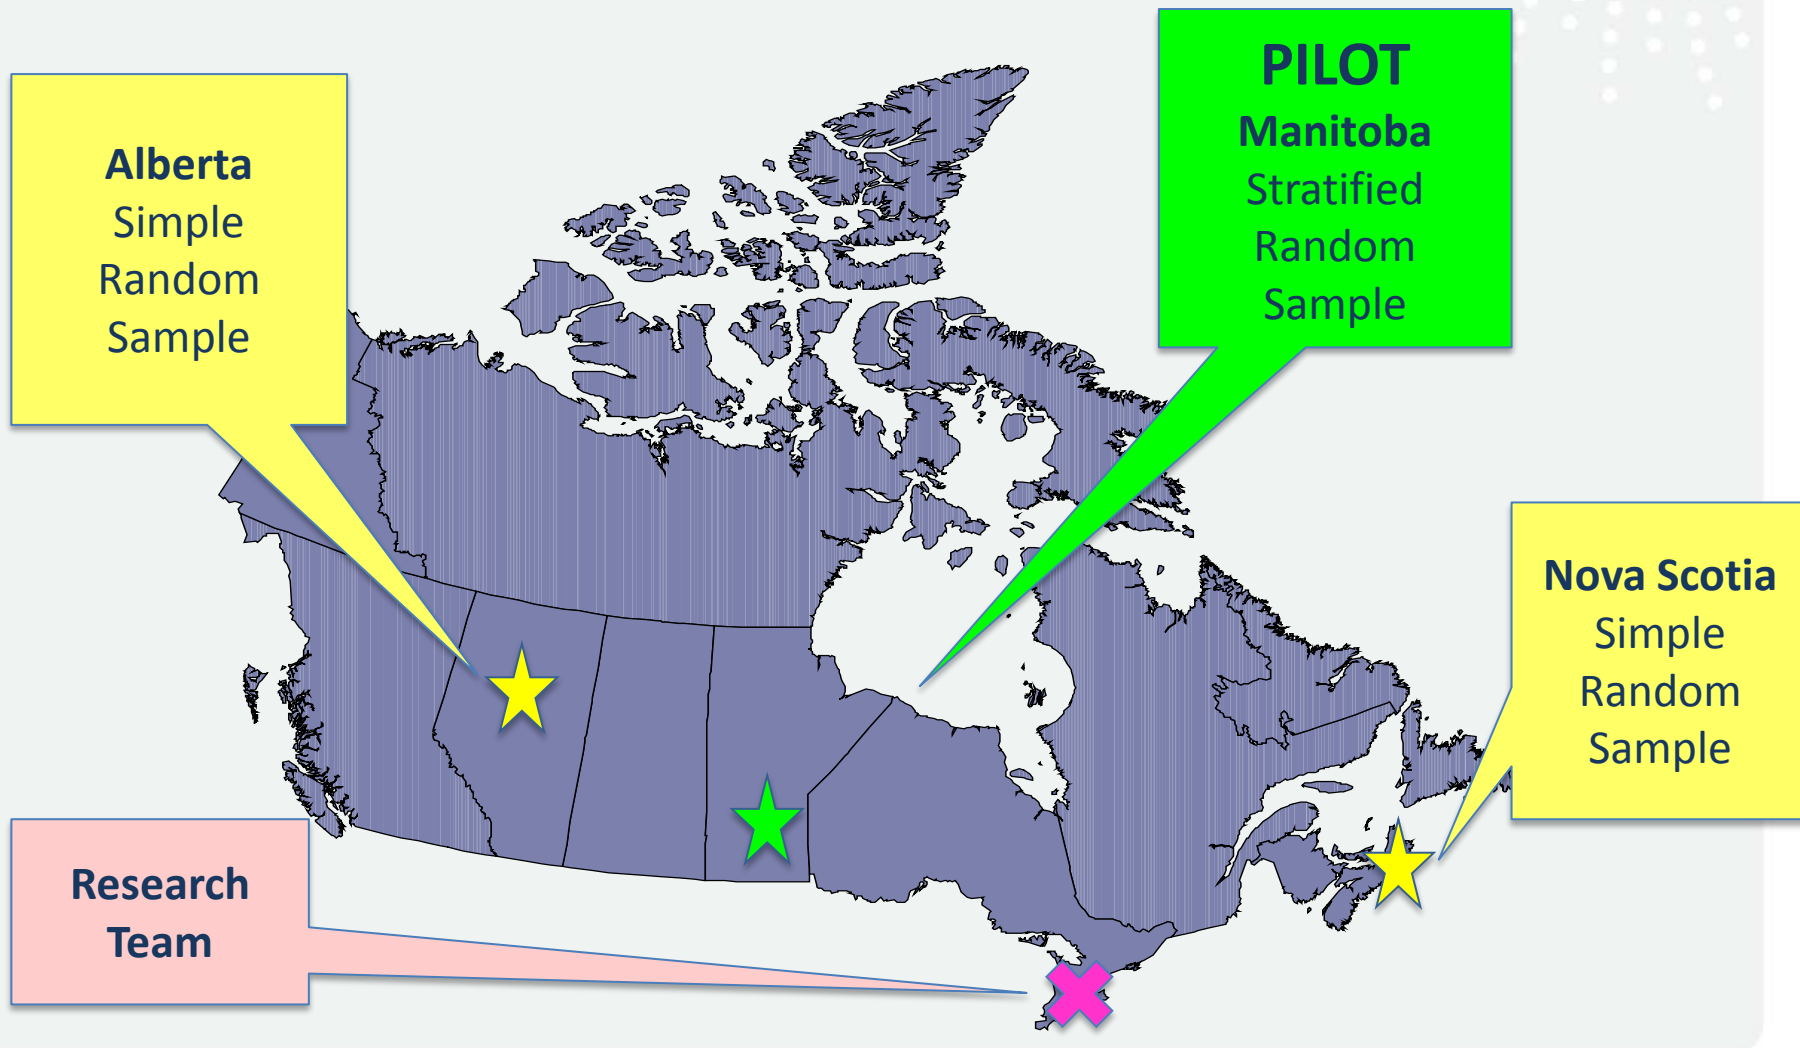 Alberta
Simple
Random
Sample
PILOT
Manitoba
Stratified
Random
Sample
Nova Scotia
Simple
Random
Sample
Research
Team